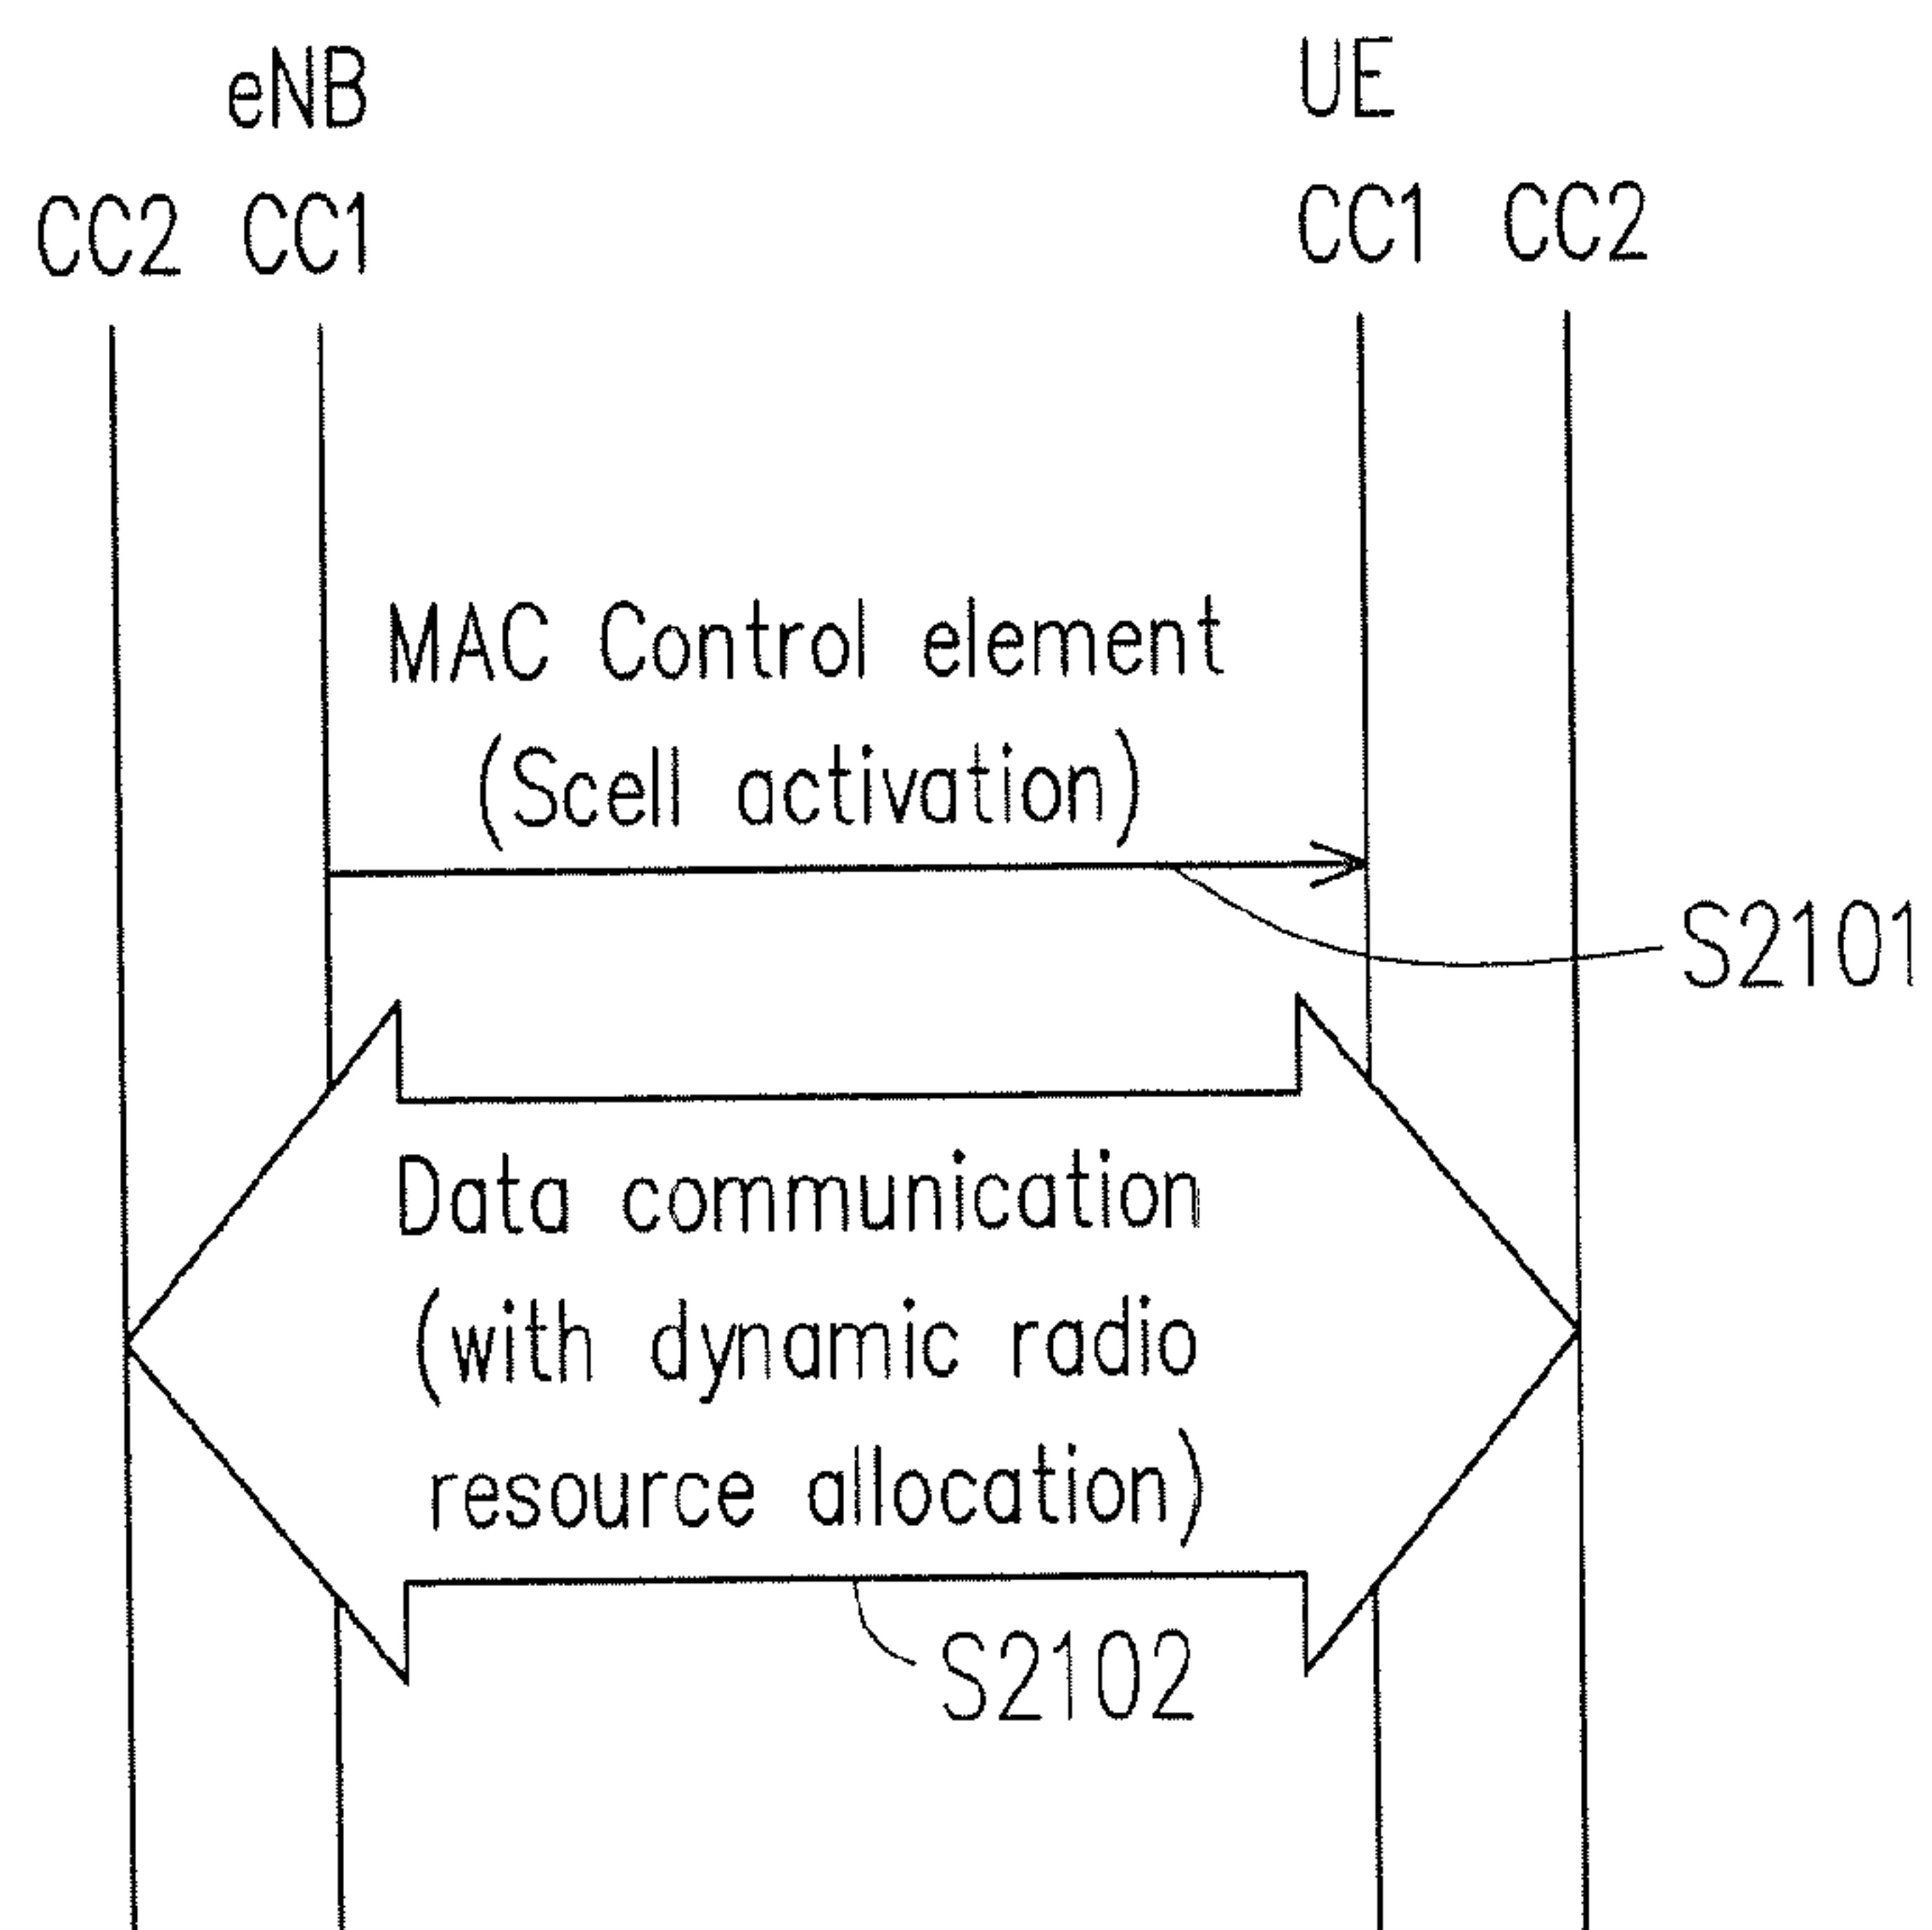 eNB UE
CC2 CC1 CC1 CC2
MAC Control element
(Scell activation)
S2101
Data communication
(with dynamic radio
resource allocation)
S2102